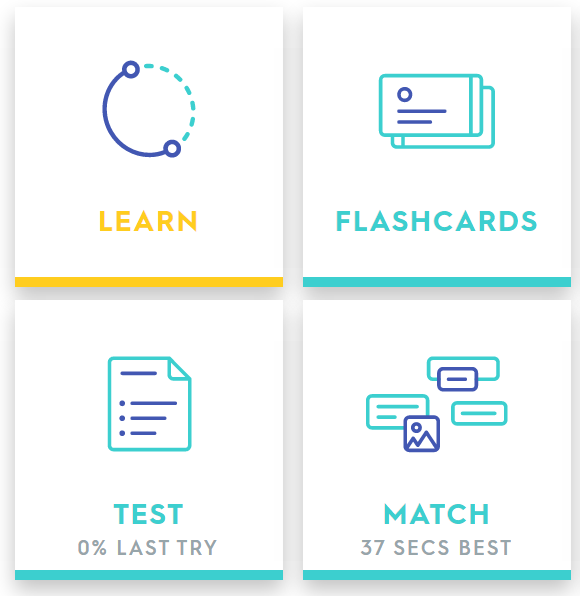 LEARN
FLASHCARDS
TEST
0% LAST TRY
MATCH
37 SECS BEST